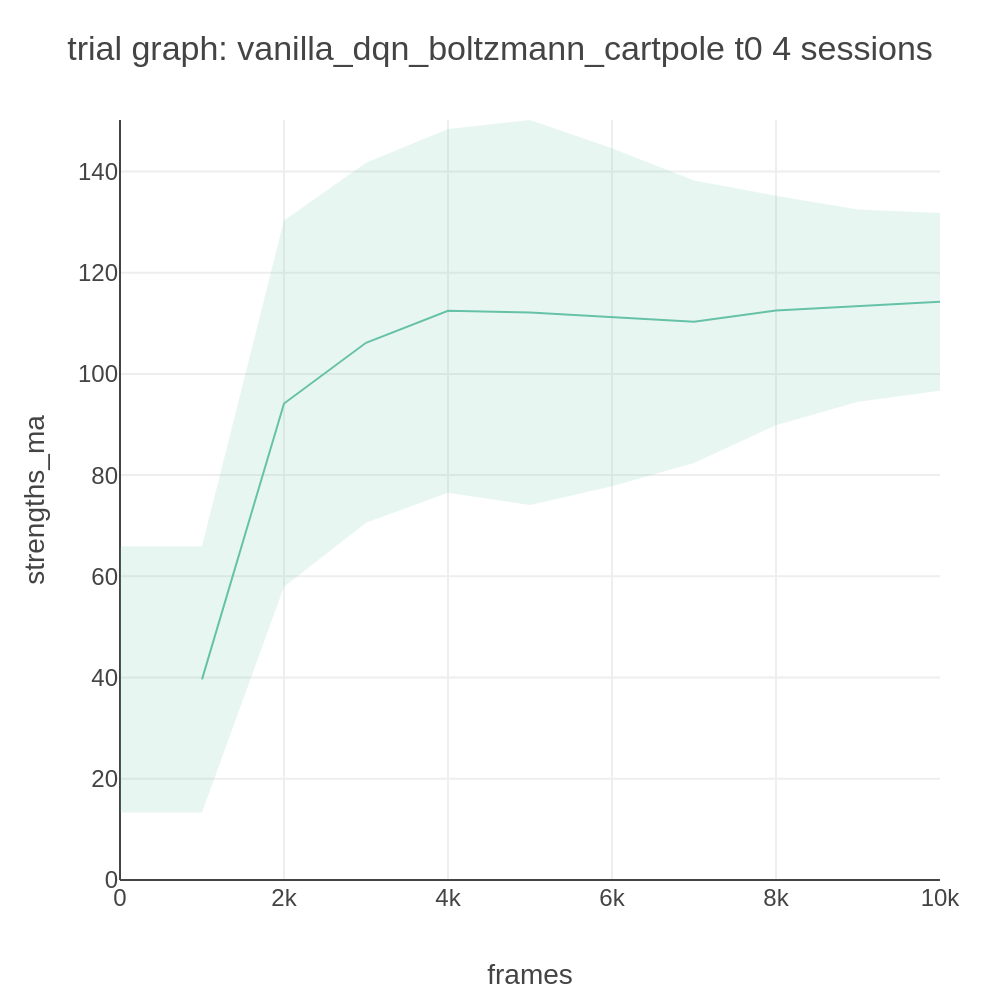 trial graph: vanilla_dqn_boltzmann_cartpole t0 4 sessions
140
120
100
80
60
40
20
0
strengths_ma
0 2k 4k 6k 8k 10k
frames